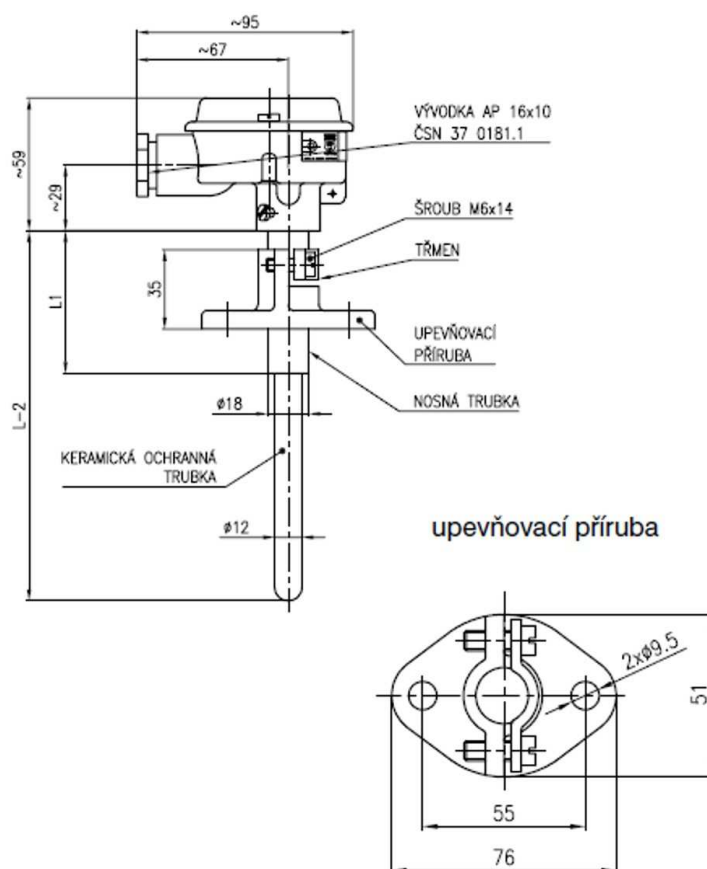 ~95
~67
VÝVODKA AP 16x10
ČSN 37 0181.1
~59
~29
ŠROUB M6x14
TŘMEN
35
L1
UPEVŇOVACÍ
PŘÍRUBA
NOSNÁ TRUBKA
L-2
ø18
KERAMICKÁ OCHRANNÁ
TRUBKA
ø12
upevňovací příruba
2xø9.5
51
55
76